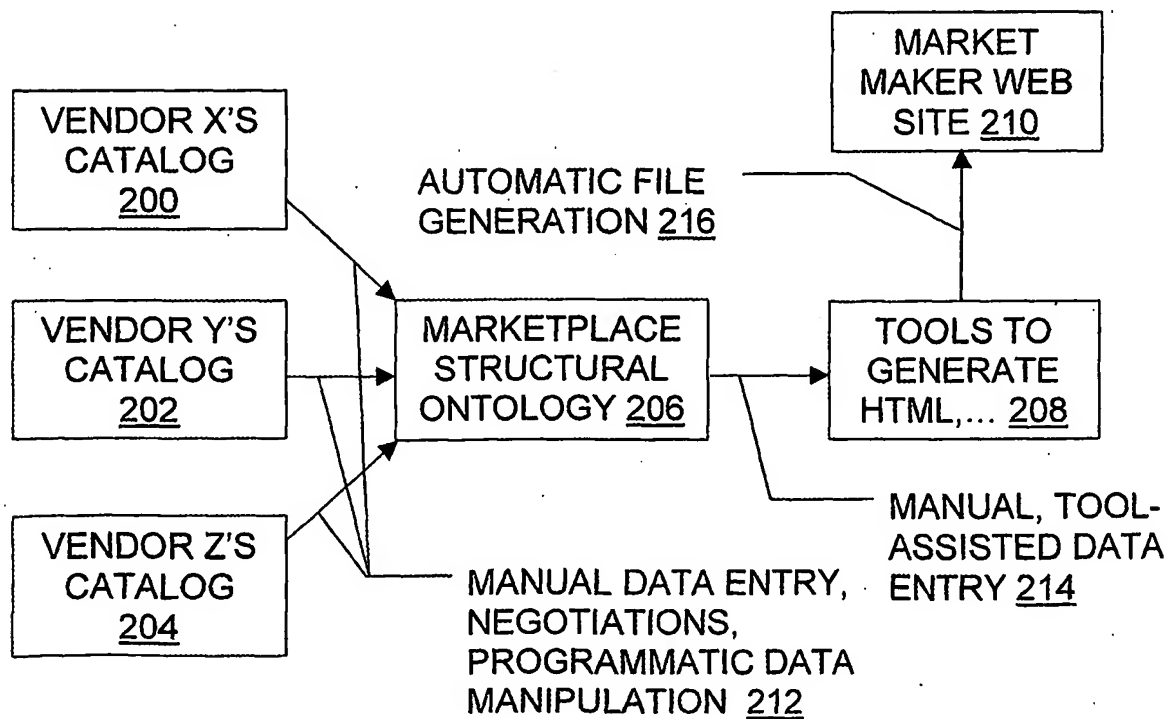 MARKET
MAKER WEB
SITE 210
VENDOR X'S
CATALOG
200
AUTOMATIC FILE
GENERATION 216
VENDOR Y'S
CATALOG
202
MARKETPLACE
STRUCTURAL
ONTOLOGY 206
TOOLS TO
GENERATE
HTML,... 208
VENDOR Z'S
CATALOG
204
MANUAL, TOOL-
ASSISTED DATA
ENTRY 214
MANUAL DATA ENTRY,
NEGOTIATIONS,
PROGRAMMATIC DATA
MANIPULATION 212